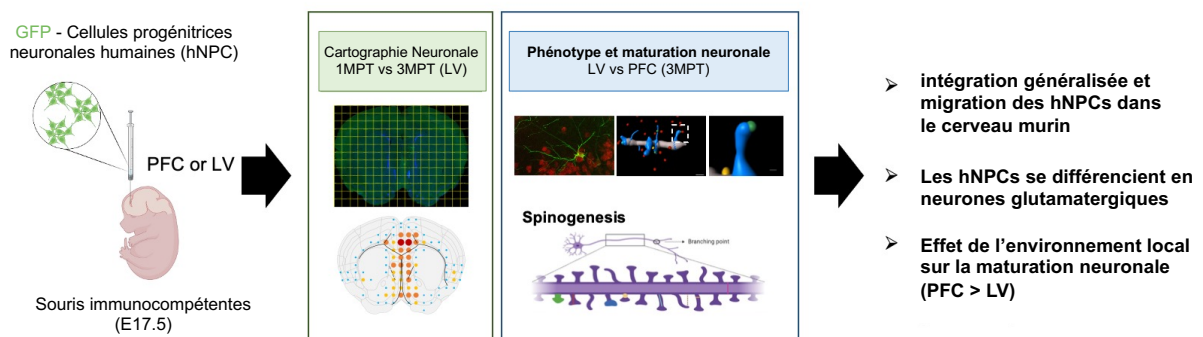 GFP - Cellules progénitrices
neuronales humaines (hNPC)
PFC or LV
Souris immunocompétentes
(E17.5)
Cartographie Neuronale
1MPT vs 3MPT (LV)
Phénotype et maturation neuronale
LV vs PFC (3MPT)
Spinogenesis
Branching point
➢ intégration généralisée et
migration des hNPCs dans
le cerveau murin
➢ Les hNPCs se différencient en
neurones glutamatergiques
➢ Effet de l'environnement local
sur la maturation neuronale
(PFC > LV)